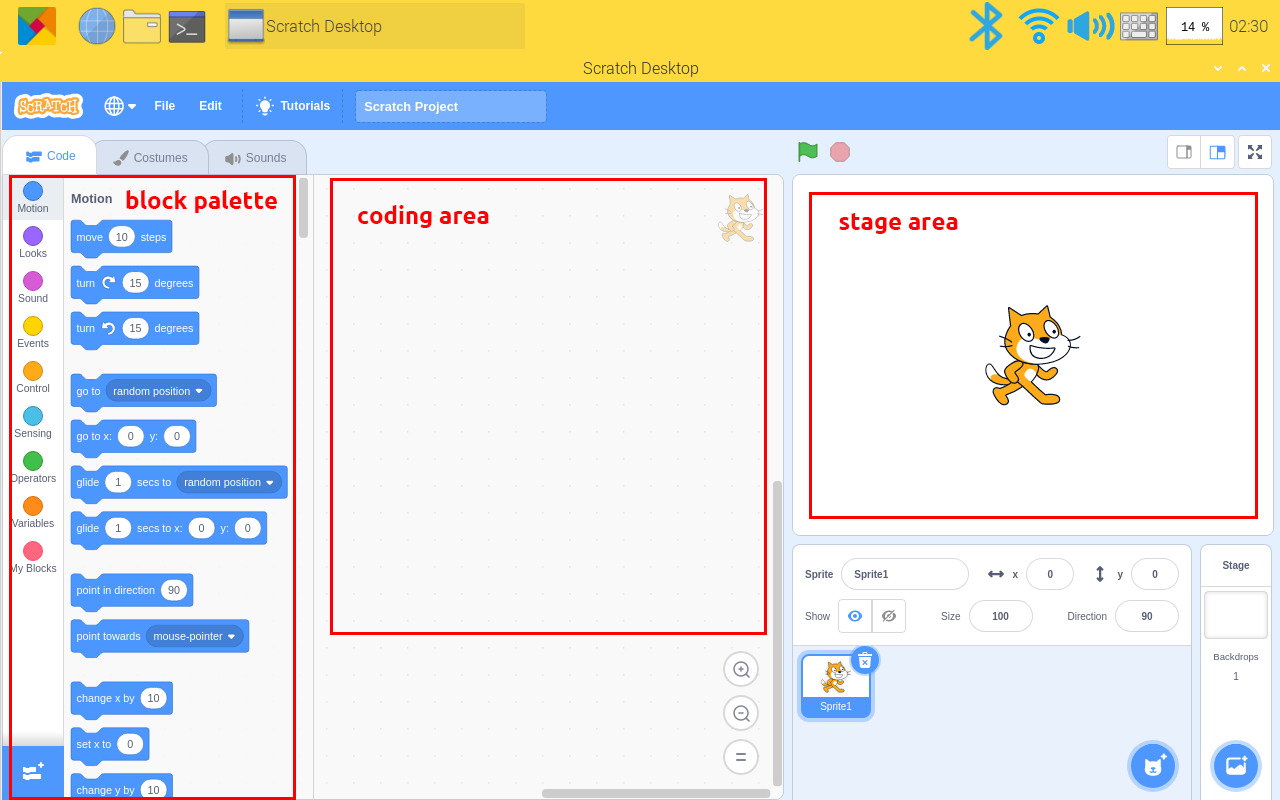 Scratch Desktop
14 %
02:30
Scratch Desktop
SCRATCH
File
Edit
Tutorials
Scratch Project
Code
Costumes
Sounds
Motion
Looks
Sound
Events
Control
Sensing
Operators
Variables
My Blocks
Motion
block palette
move 10 steps
turn 15 degrees
turn 15 degrees
go to random position
go to x: 0 y: 0
glide 1 secs to random position
glide 1 secs to x: 0 y: 0
point in direction 90
point towards mouse-pointer
change x by 10
set x to 0
change y by 10
coding area
stage area
Sprite
Sprite1
x
0
y
0
Show
Size
100
Direction
90
Sprite1
Stage
Backdrops
1